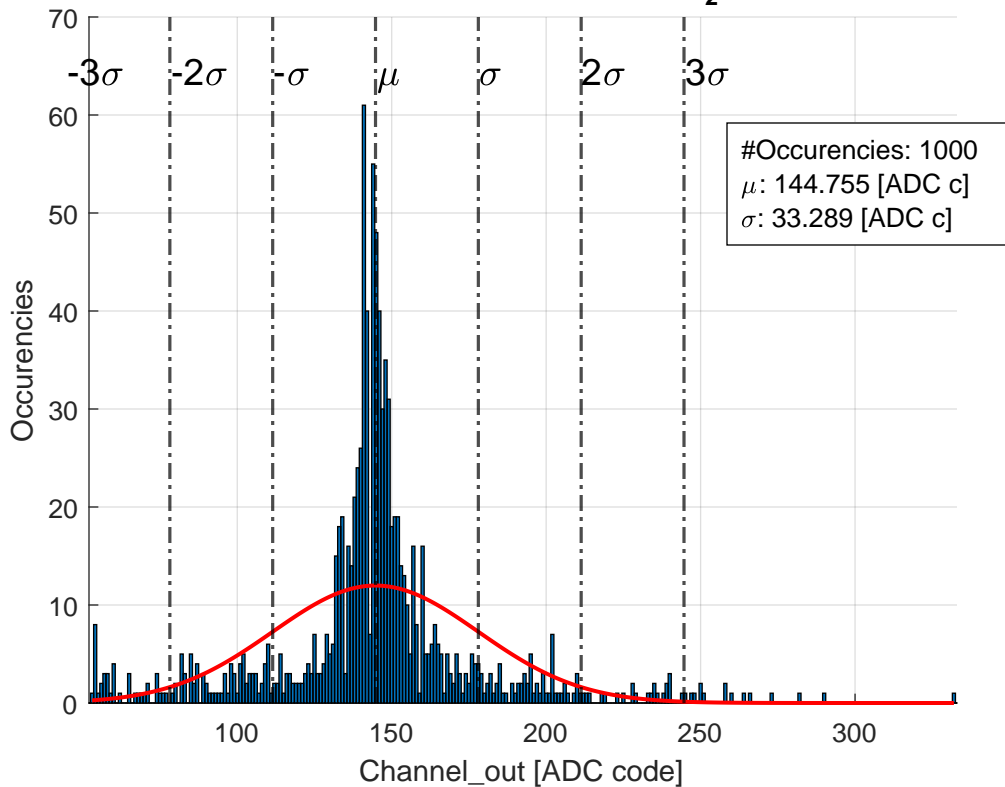 2
70
60
50
40
30
20
10
0
-3σ
-2σ
-σ
μ
σ
2σ
3σ
#Occurencies: 1000
μ: 144.755 [ADC c]
σ: 33.289 [ADC c]
Occurencies
100
150
200
250
300
Channel_out [ADC code]